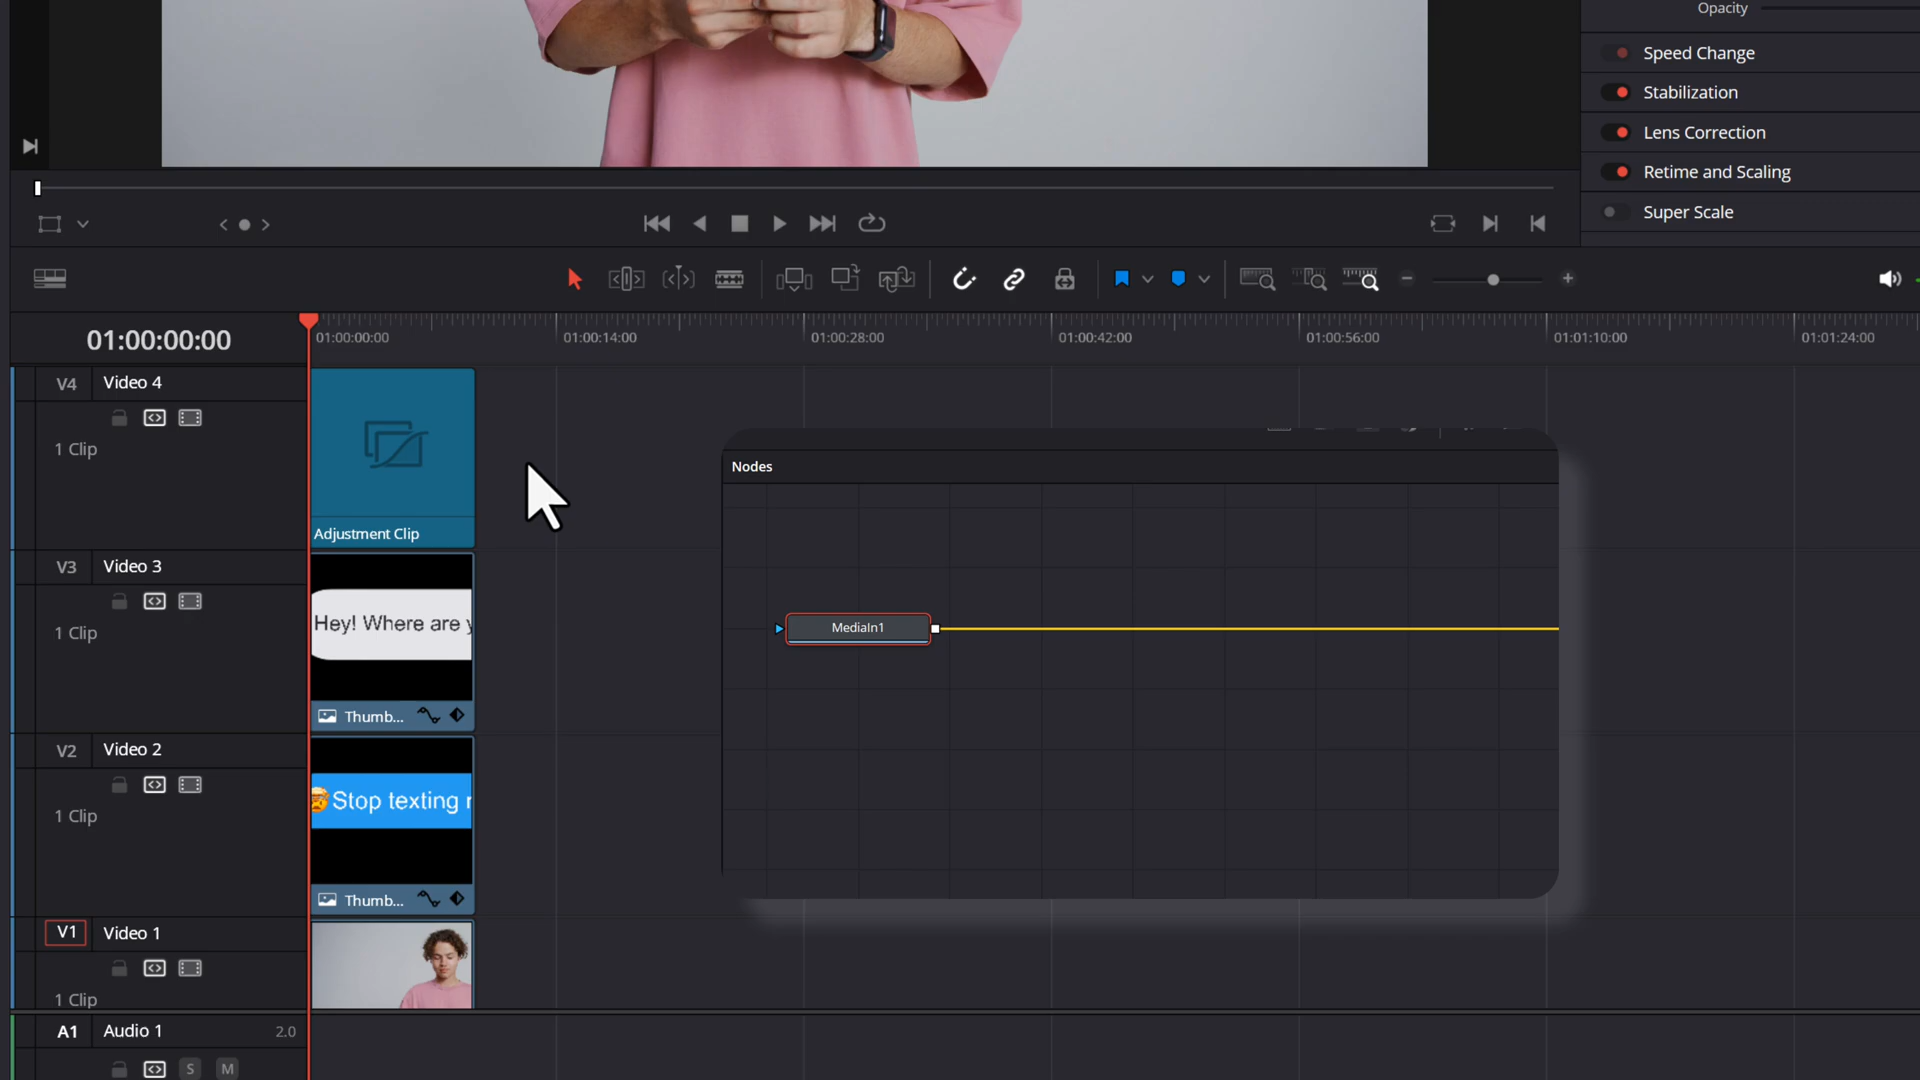 Opacity
Speed Change
Stabilization
Lens Correction
Retime and Scaling
Super Scale
01:00:00:00
01:00:00:00
01:00:14:00
01:00:28:00
01:00:42:00
01:00:56:00
01:01:10:00
01:01:24:00
V4 Video 4
1 Clip
Adjustment Clip
Nodes
MediaIn1
V3 Video 3
1 Clip
Hey! Where are y
Thumb...
V2 Video 2
1 Clip
Stop texting
Thumb...
V1 Video 1
1 Clip
A1 Audio 1 2.0
S M